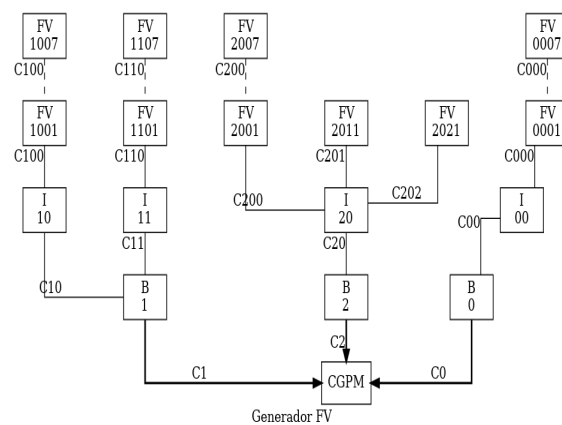 FV
1007
FV
1107
FV
2007
FV
0007
C100
C110
C200
C000
FV
1001
FV
1101
FV
2001
FV
2011
FV
2021
FV
0001
C100
C110
C201
C000
I
10
I
11
C200
I
20
C202
I
00
C11
C20
C00
C10
B
1
B
2
B
0
C2
C1
CGPM
C0
Generador FV